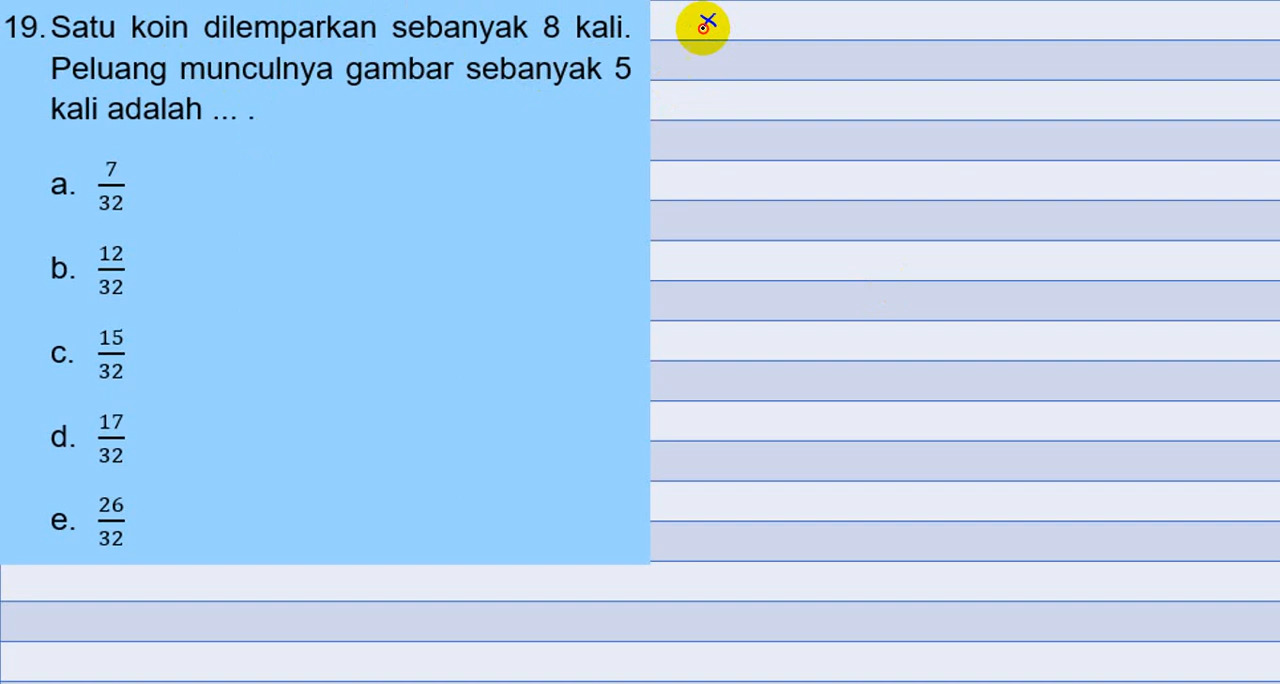 19. Satu koin dilemparkan sebanyak 8 kali.
Peluang munculnya gambar sebanyak 5
kali adalah ... .
a. 7/32
b. 12/32
c. 15/32
d. 17/32
e. 26/32